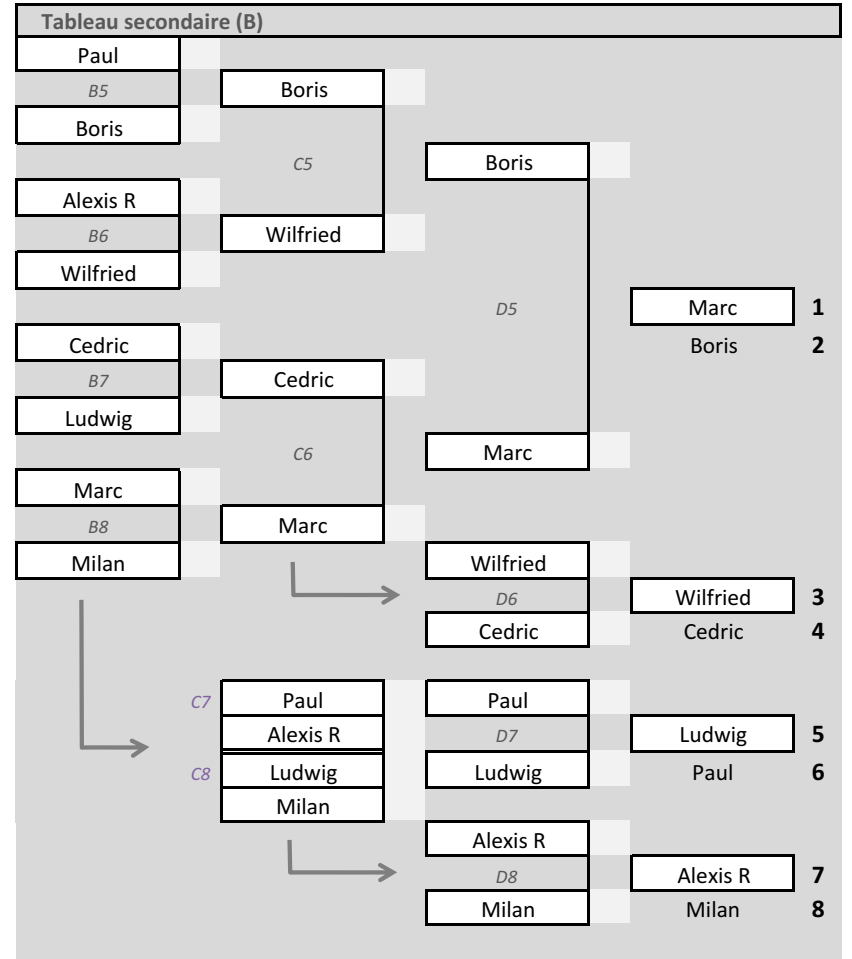 Tableau secondaire (B)
Paul
B5 Boris
Boris
C5 Boris
Alexis R
B6 Wilfried
Wilfried
D5 Marc 1
Cedric Boris 2
B7 Cedric
Ludwig
C6 Marc
Marc
B8 Marc
Milan Wilfried
D6 Wilfried 3
Cedric Cedric 4
C7 Paul Paul
Alexis R D7 Ludwig 5
C8 Ludwig Ludwig Paul 6
Milan
Alexis R
D8 Alexis R 7
Milan Milan 8